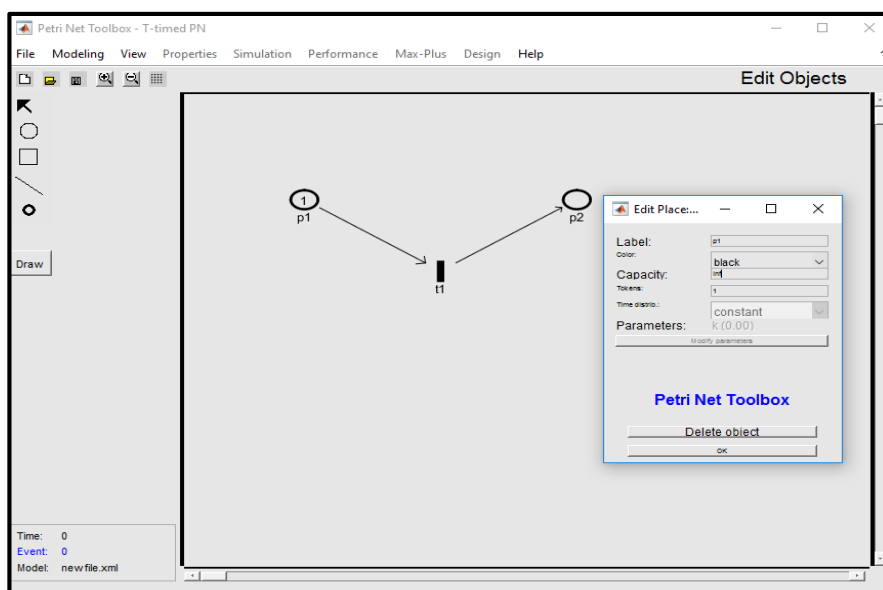 Petri Net Toolbox - T-timed PN
File Modeling View Properties Simulation Performance Max-Plus Design Help
Edit Objects
1
p1
p2
t1
Draw
Edit Place:...
Label: p1
Color: black
Capacity: inf
Tokens: 1
Time distrib.: constant
Parameters: k (0.00)
Modify parameters
Petri Net Toolbox
Delete object
OK
Time: 0
Event: 0
Model: new file.xml